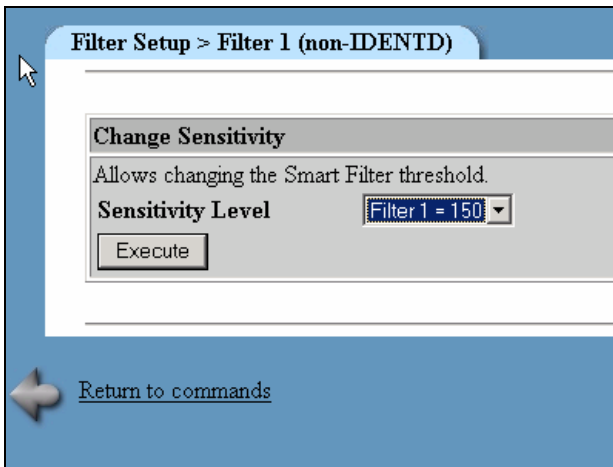 Filter Setup > Filter 1 (non-IDENTD)
Change Sensitivity
Allows changing the Smart Filter threshold.
Sensitivity Level Filter 1 = 150
Execute
Return to commands